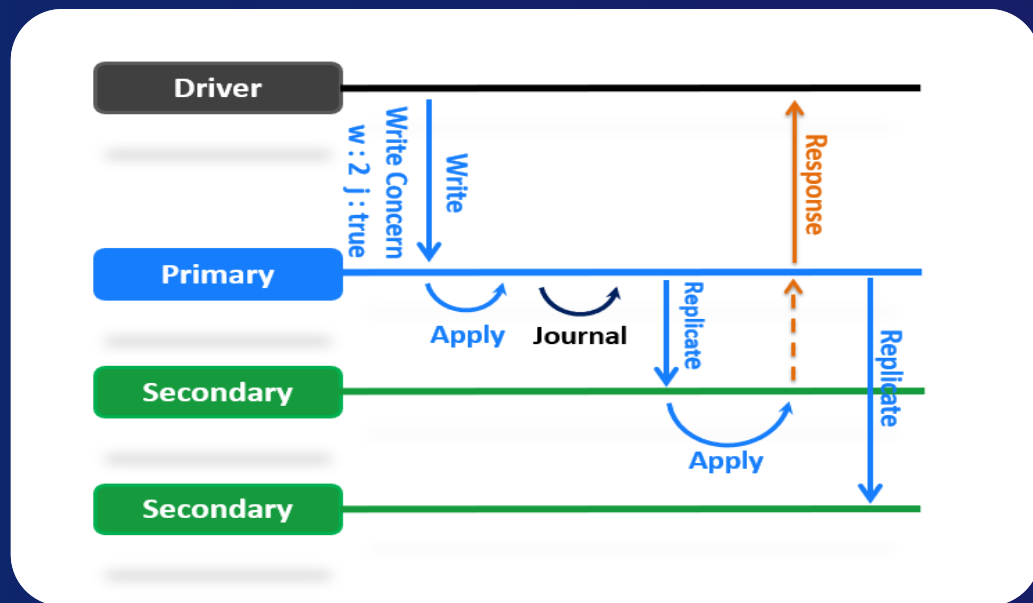 Driver
Write Concern
w : 2 j : true
Write
Response
Primary
Apply
Journal
Replicate
Replicate
Secondary
Apply
Secondary